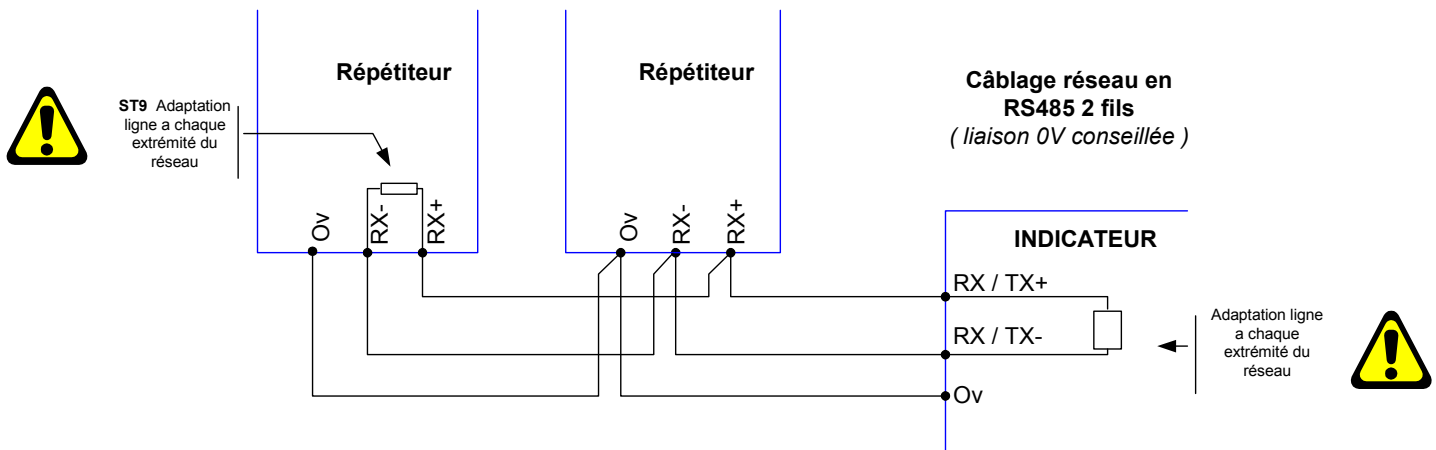 Répétiteur
Répétiteur
Câblage réseau en
RS485 2 fils
( liaison 0V conseillée )
ST9 Adaptation
ligne a chaque
extrémité du
réseau
Ov
RX-
RX+
Ov
RX-
RX+
INDICATEUR
RX / TX+
RX / TX-
Ov
Adaptation ligne
a chaque
extrémité du
réseau